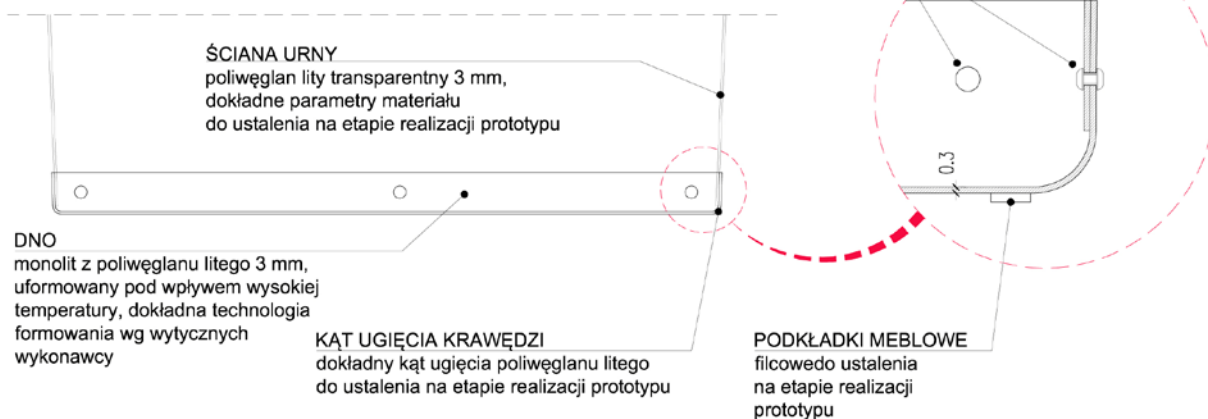 ŚCIANA URNY
poliwęglan lity transparentny 3 mm,
dokładne parametry materiału
do ustalenia na etapie realizacji prototypu
0.3
DNO
monolit z poliwęglanu litego 3 mm,
uformowany pod wpływem wysokiej
temperatury, dokładna technologia
formowania wg wytycznych
wykonawcy
KĄT UGIĘCIA KRAWĘDZI
dokładny kąt ugięcia poliwęglanu litego
do ustalenia na etapie realizacji prototypu
PODKŁADKI MEBLOWE
filcowedo ustalenia
na etapie realizacji
prototypu